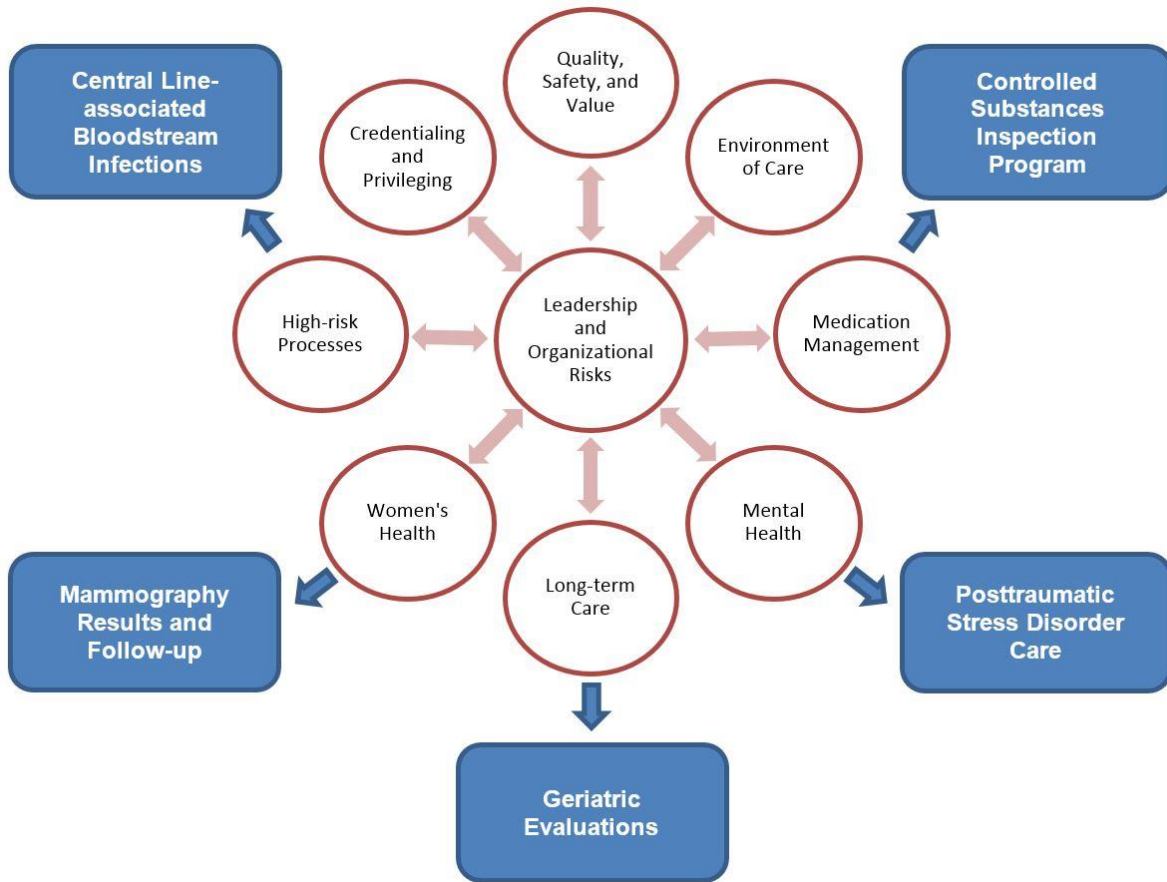 Quality,
Safety, and
Value
Central Line-
associated
Bloodstream
Infections
Controlled
Substances
Inspection
Program
Credentialing
and
Privileging
Environment
of Care
High-risk
Processes
Leadership
and
Organizational
Risks
Medication
Management
Women's
Health
Mental
Health
Long-term
Care
Mammography
Results and
Follow-up
Posttraumatic
Stress Disorder
Care
Geriatric
Evaluations